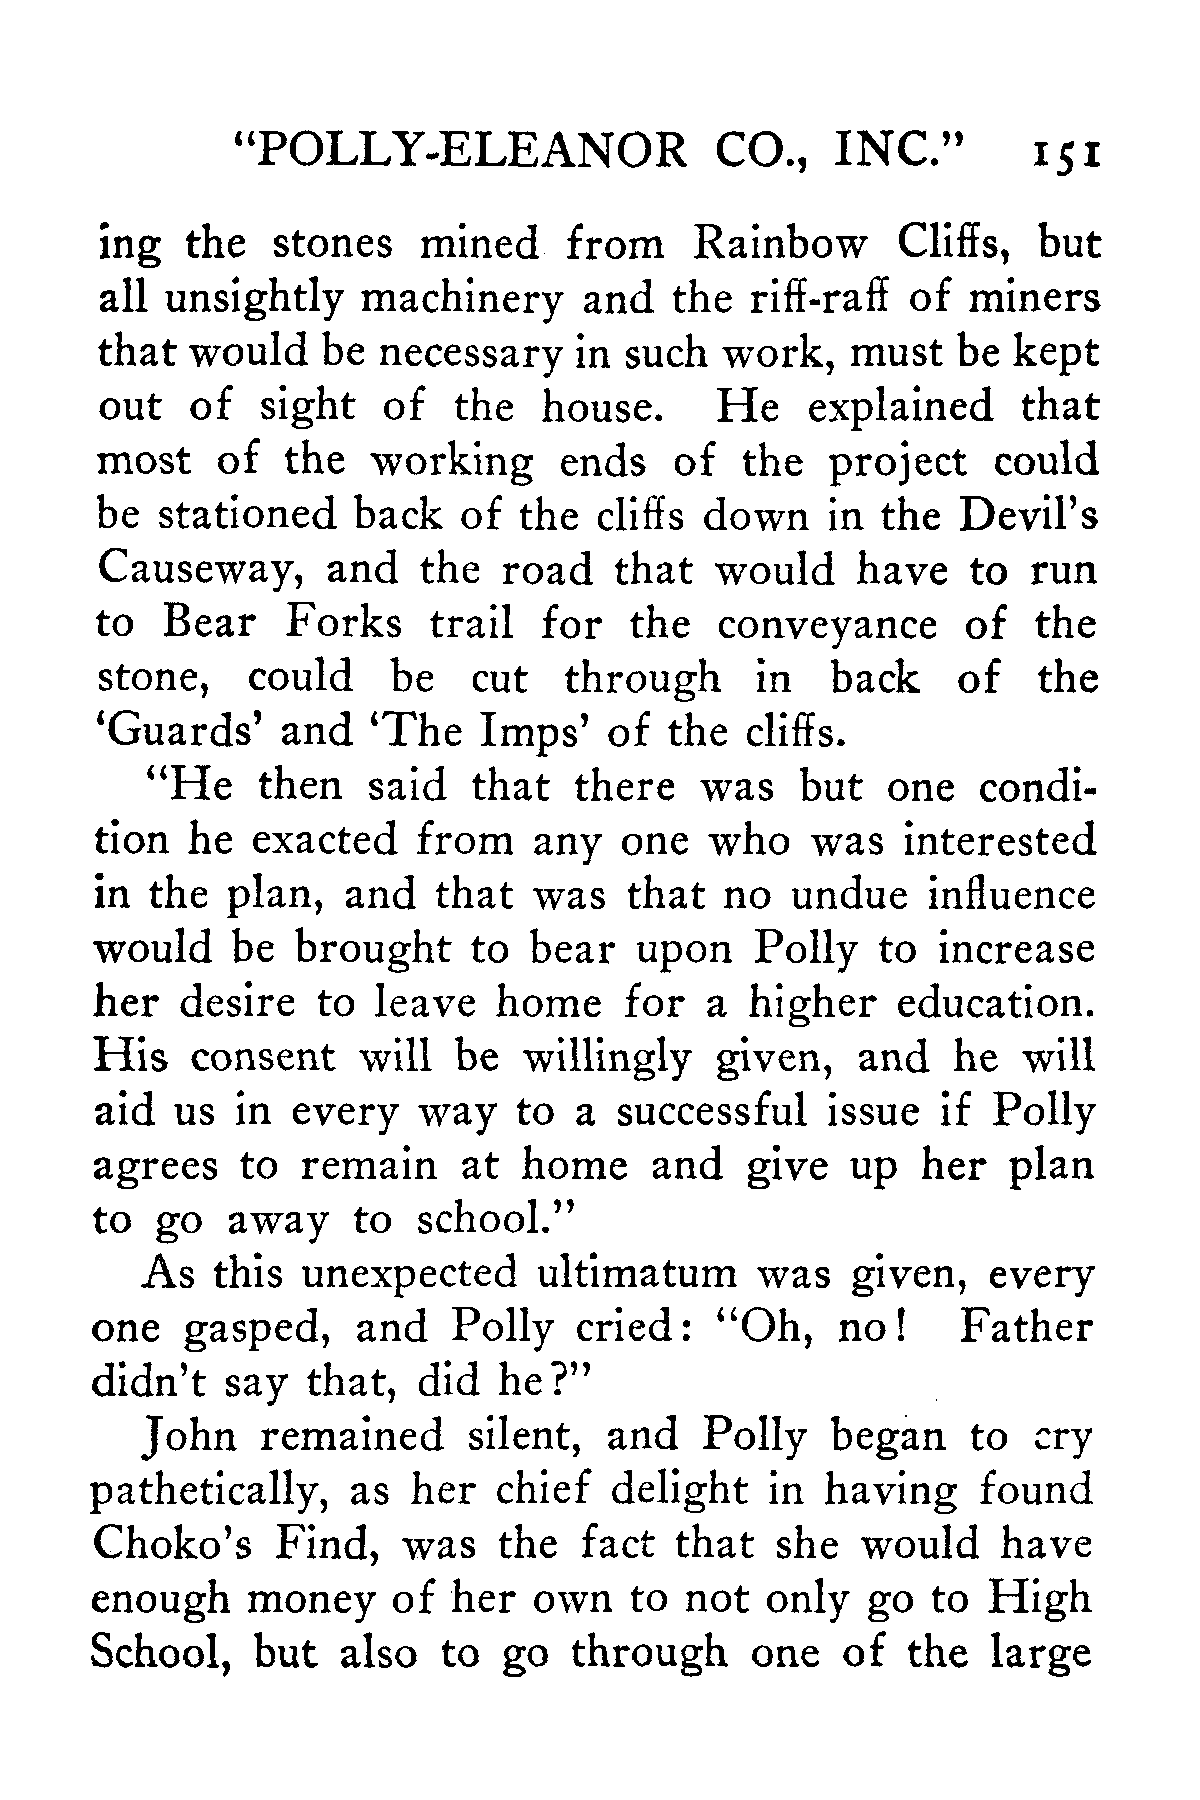 "POLLY-ELEANOR CO., INC." 151
ing the stones mined from Rainbow Cliffs, but
all unsightly machinery and the riff-raff of miners
that would be necessary in such work, must be kept
out of sight of the house. He explained that
most of the working ends of the project could
be stationed back of the cliffs down in the Devil's
Causeway, and the road that would have to run
to Bear Forks trail for the conveyance of the
stone, could be cut through in back of the
'Guards' and 'The Imps' of the cliffs.
"He then said that there was but one condi-
tion he exacted from any one who was interested
in the plan, and that was that no undue influence
would be brought to bear upon Polly to increase
her desire to leave home for a higher education.
His consent will be willingly given, and he will
aid us in every way to a successful issue if Polly
agrees to remain at home and give up her plan
to go away to school."
As this unexpected ultimatum was given, every
one gasped, and Polly cried: "Oh, no! Father
didn't say that, did he?"
John remained silent, and Polly began to cry
pathetically, as her chief delight in having found
Choko's Find, was the fact that she would have
enough money of her own to not only go to High
School, but also to go through one of the large